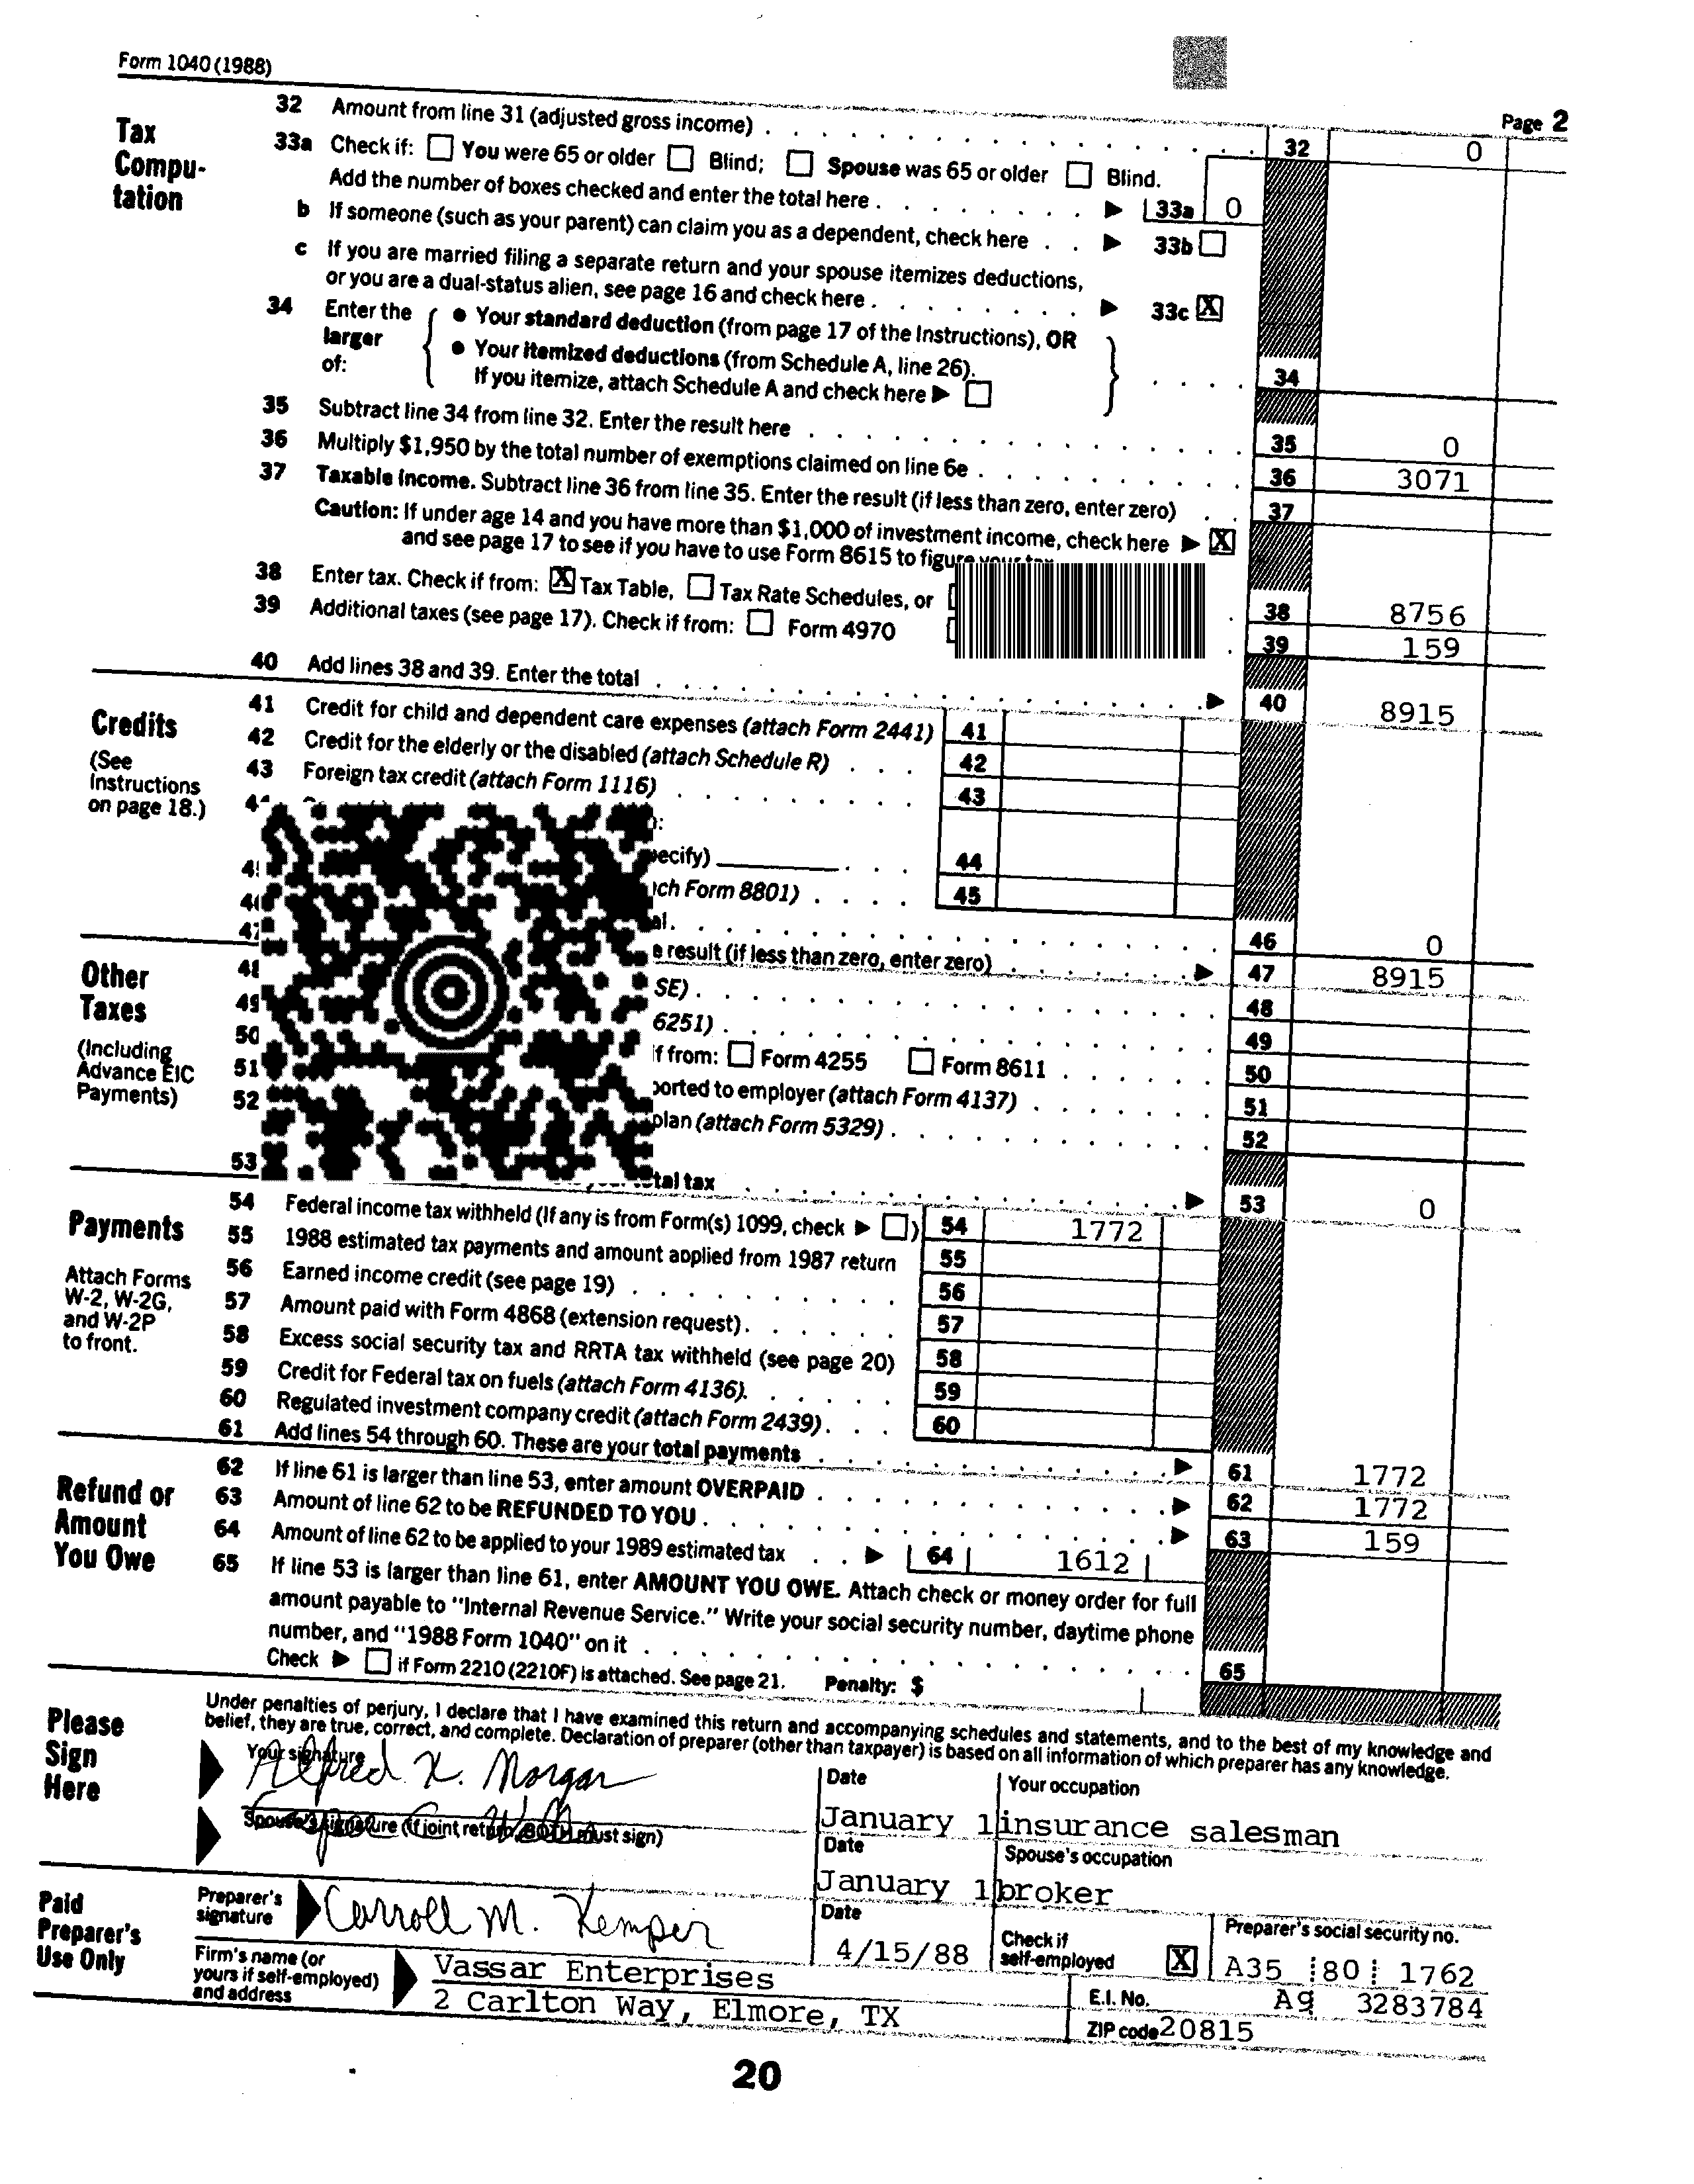 Form 1040 (1988)
Page 2
Tax Compu-tation
32 Amount from line 31 (adjusted gross income) . . . . 32 0
33a Check if: You were 65 or older Blind; Spouse was 65 or older Blind.
Add the number of boxes checked and enter the total here . . . . 33a 0
b If someone (such as your parent) can claim you as a dependent, check here . . 33b
c If you are married filing a separate return and your spouse itemizes deductions,
or you are a dual-status alien, see page 16 and check here . . . . 33c X
34 Enter the larger of:
• Your standard deduction (from page 17 of the Instructions), OR
• Your itemized deductions (from Schedule A, line 26).
If you itemize, attach Schedule A and check here
. . . . 34
35 Subtract line 34 from line 32. Enter the result here . . . . 35 0
36 Multiply $1,950 by the total number of exemptions claimed on line 6e . . . . 36 3071
37 Taxable income. Subtract line 36 from line 35. Enter the result (if less than zero, enter zero) . . 37
Caution: If under age 14 and you have more than $1,000 of investment income, check here X
and see page 17 to see if you have to use Form 8615 to figure your tax
38 Enter tax. Check if from: X Tax Table, Tax Rate Schedules, or . 38 8756
39 Additional taxes (see page 17). Check if from: Form 4970 . 39 159
40 Add lines 38 and 39. Enter the total . . . . 40 8915
Credits
(See Instructions on page 18.)
41 Credit for child and dependent care expenses (attach Form 2441) 41
42 Credit for the elderly or the disabled (attach Schedule R) . . . 42
43 Foreign tax credit (attach Form 1116) . . . . 43
. . . 44
Form 8801) . . . . 45
. . . . 46 0
result (if less than zero, enter zero) . . . . 47 8915
Other Taxes
(Including Advance EIC Payments)
SE) . . . . 48
49 6251) . . . . 49
50 from: Form 4255 Form 8611 . . . . 50
51 to employer (attach Form 4137) . . . . 51
52 plan (attach Form 5329) . . . . 52
53 total tax . . . . 53 0
Payments
Attach Forms W-2, W-2G, and W-2P to front.
54 Federal income tax withheld (If any is from Form(s) 1099, check ) 54 1772
55 1988 estimated tax payments and amount applied from 1987 return 55
56 Earned income credit (see page 19) . . . . 56
57 Amount paid with Form 4868 (extension request) . . . . 57
58 Excess social security tax and RRTA tax withheld (see page 20) 58
59 Credit for Federal tax on fuels (attach Form 4136). . . . 59
60 Regulated investment company credit (attach Form 2439) . . . 60
61 Add lines 54 through 60. These are your total payments . . . . 61 1772
Refund or Amount You Owe
62 If line 61 is larger than line 53, enter amount OVERPAID . . . . 62 1772
63 Amount of line 62 to be REFUNDED TO YOU . . . . 63 159
64 Amount of line 62 to be applied to your 1989 estimated tax . . 64 1612
65 If line 53 is larger than line 61, enter AMOUNT YOU OWE. Attach check or money order for full
amount payable to "Internal Revenue Service." Write your social security number, daytime phone
number, and "1988 Form 1040" on it . . . . 65
Check if Form 2210 (2210F) is attached. See page 21. Penalty: $
Please Sign Here
Under penalties of perjury, I declare that I have examined this return and accompanying schedules and statements, and to the best of my knowledge and
belief, they are true, correct, and complete. Declaration of preparer (other than taxpayer) is based on all information of which preparer has any knowledge.
Your signature Date Your occupation
Alfred X. Morgan January 1 insurance salesman
Spouse's signature (if joint return, BOTH must sign) Date Spouse's occupation
January 1 broker
Paid Preparer's Use Only
Preparer's signature Carroll M. Kemper
Date 4/15/88
Check if self-employed X
Preparer's social security no. A35 80 1762
Firm's name (or yours if self-employed) and address
Vassar Enterprises
2 Carlton Way, Elmore, TX
E.I. No. A9 3283784
ZIP code 20815
20